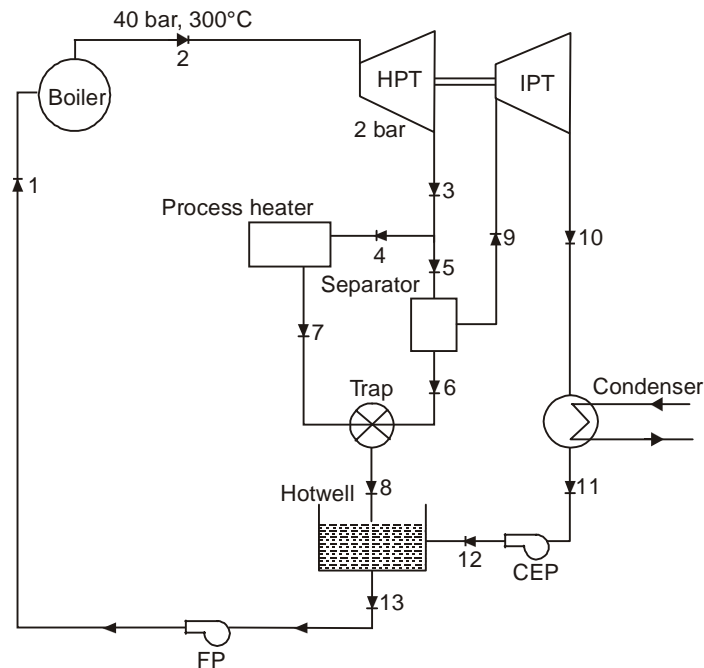 40 bar, 300°C
2
HPT
IPT
Boiler
2 bar
1
3
Process heater
4
5
9
10
Separator
7
6
Trap
Condenser
8
11
Hotwell
12
CEP
13
FP